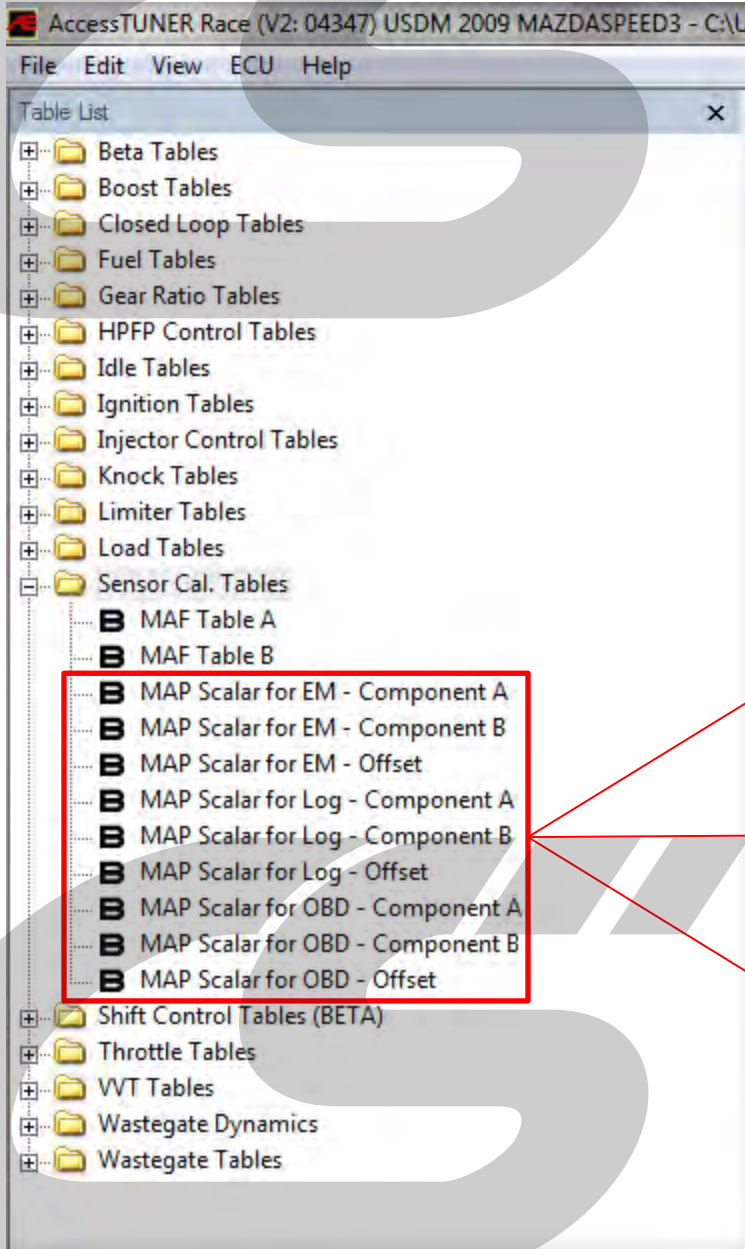 AccessTUNER Race (V2: 04347) USDM 2009 MAZDASPEED3 - C:\U
File Edit View ECU Help
Table List
Beta Tables
Boost Tables
Closed Loop Tables
Fuel Tables
Gear Ratio Tables
HPFP Control Tables
Idle Tables
Ignition Tables
Injector Control Tables
Knock Tables
Limiter Tables
Load Tables
Sensor Cal. Tables
MAF Table A
MAF Table B
MAP Scalar for EM - Component A
MAP Scalar for EM - Component B
MAP Scalar for EM - Offset
MAP Scalar for Log - Component A
MAP Scalar for Log - Component B
MAP Scalar for Log - Offset
MAP Scalar for OBD - Component A
MAP Scalar for OBD - Component B
MAP Scalar for OBD - Offset
Shift Control Tables (BETA)
Throttle Tables
VVT Tables
Wastegate Dynamics
Wastegate Tables